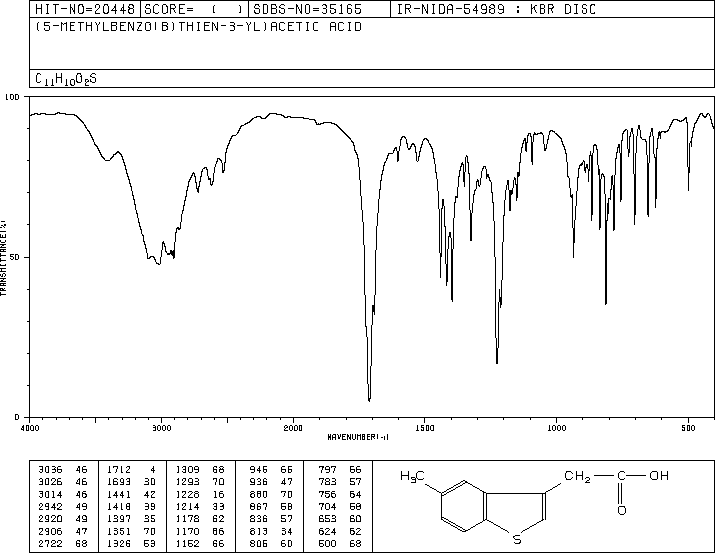 HIT-NO=20448 SCORE= ( ) SDBS-NO=35165 IR-NIDA-54989 : KBR DISC
(5-METHYLBENZO(B)THIEN-3-YL)ACETIC ACID
C11H10O2S
100
50
0
TRANSMITTANCE(%)
4000 3000 2000 1500 1000 500
WAVENUMBER(-1)
3036 46 1712 4 1309 68 946 66 797 56
3026 46 1693 30 1293 70 936 47 783 57
3014 46 1441 42 1228 16 880 70 756 64
2942 49 1418 39 1214 33 867 58 704 58
2920 49 1397 35 1178 62 836 57 653 60
2906 47 1351 70 1170 66 813 34 624 62
2722 68 1326 53 1152 66 806 60 500 68
H3C
CH2 C OH
O
S